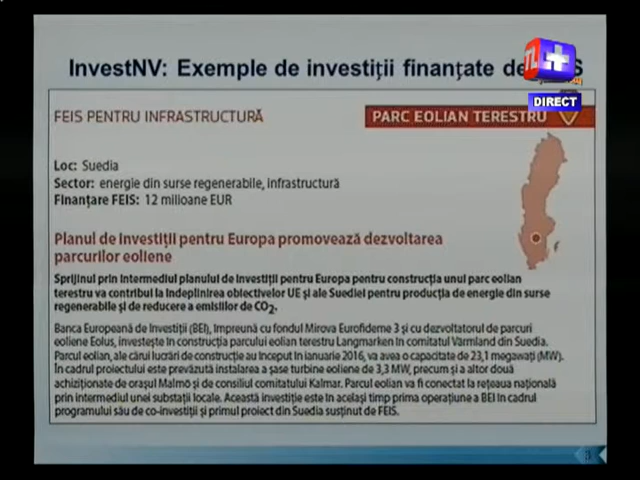 InvestNV: Exemple de investiții finanțate de
TL+
DIRECT
FEIS PENTRU INFRASTRUCTURĂ
PARC EOLIAN TERESTRU
Loc: Suedia
Sector: energie din surse regenerabile, infrastructură
Finanțare FEIS: 12 milioane EUR
Planul de Investiții pentru Europa promovează dezvoltarea
parcurilor eoliene
Sprijinul prin intermediul planului de investiții pentru Europa pentru construcția unui parc eolian
terestru va contribui la îndeplinirea obiectivelor UE și ale Suediei pentru producția de energie din surse
regenerabile și de reducere a emisiilor de CO2.
Banca Europeană de Investiții (BEI), împreună cu fondul Mirova Eurofideme 3 și cu dezvoltatorul de parcuri
eoliene Eolus, investește în construcția parcului eolian terestru Langmarken în comitatul Varmland din Suedia.
Parcul eolian, ale cărui lucrări de construcție au început în ianuarie 2016, va avea o capacitate de 23,1 megawați (MW).
În cadrul proiectului este prevăzută instalarea a șase turbine eoliene de 3,3 MW, precum și a altor două
achiziționate de orașul Malmo și de consiliul comitatului Kalmar. Parcul eolian va fi conectat la rețeaua națională
prin intermediul unei substații locale. Această investiție este în același timp prima operațiune a BEI în cadrul
programului său de co-investiții și primul proiect din Suedia susținut de FEIS.